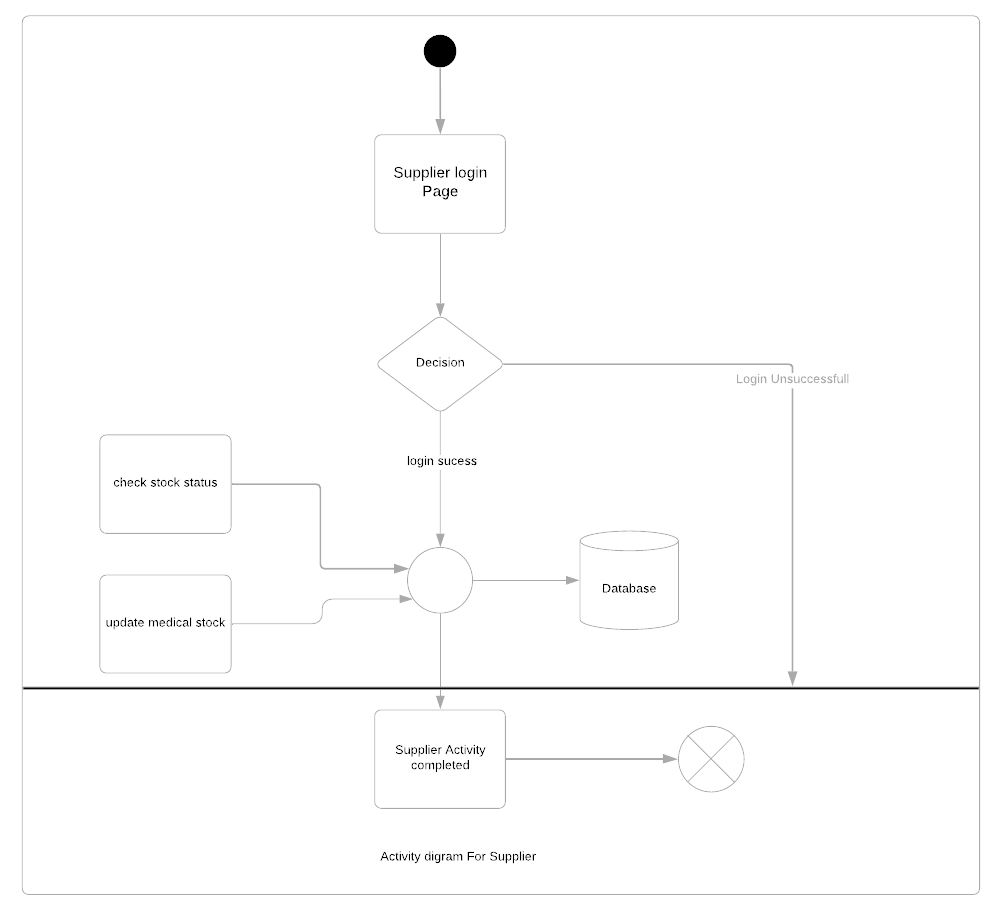 Supplier login
Page
Decision
Login Unsuccessfull
login sucess
check stock status
Database
update medical stock
Supplier Activity
completed
Activity digram For Supplier